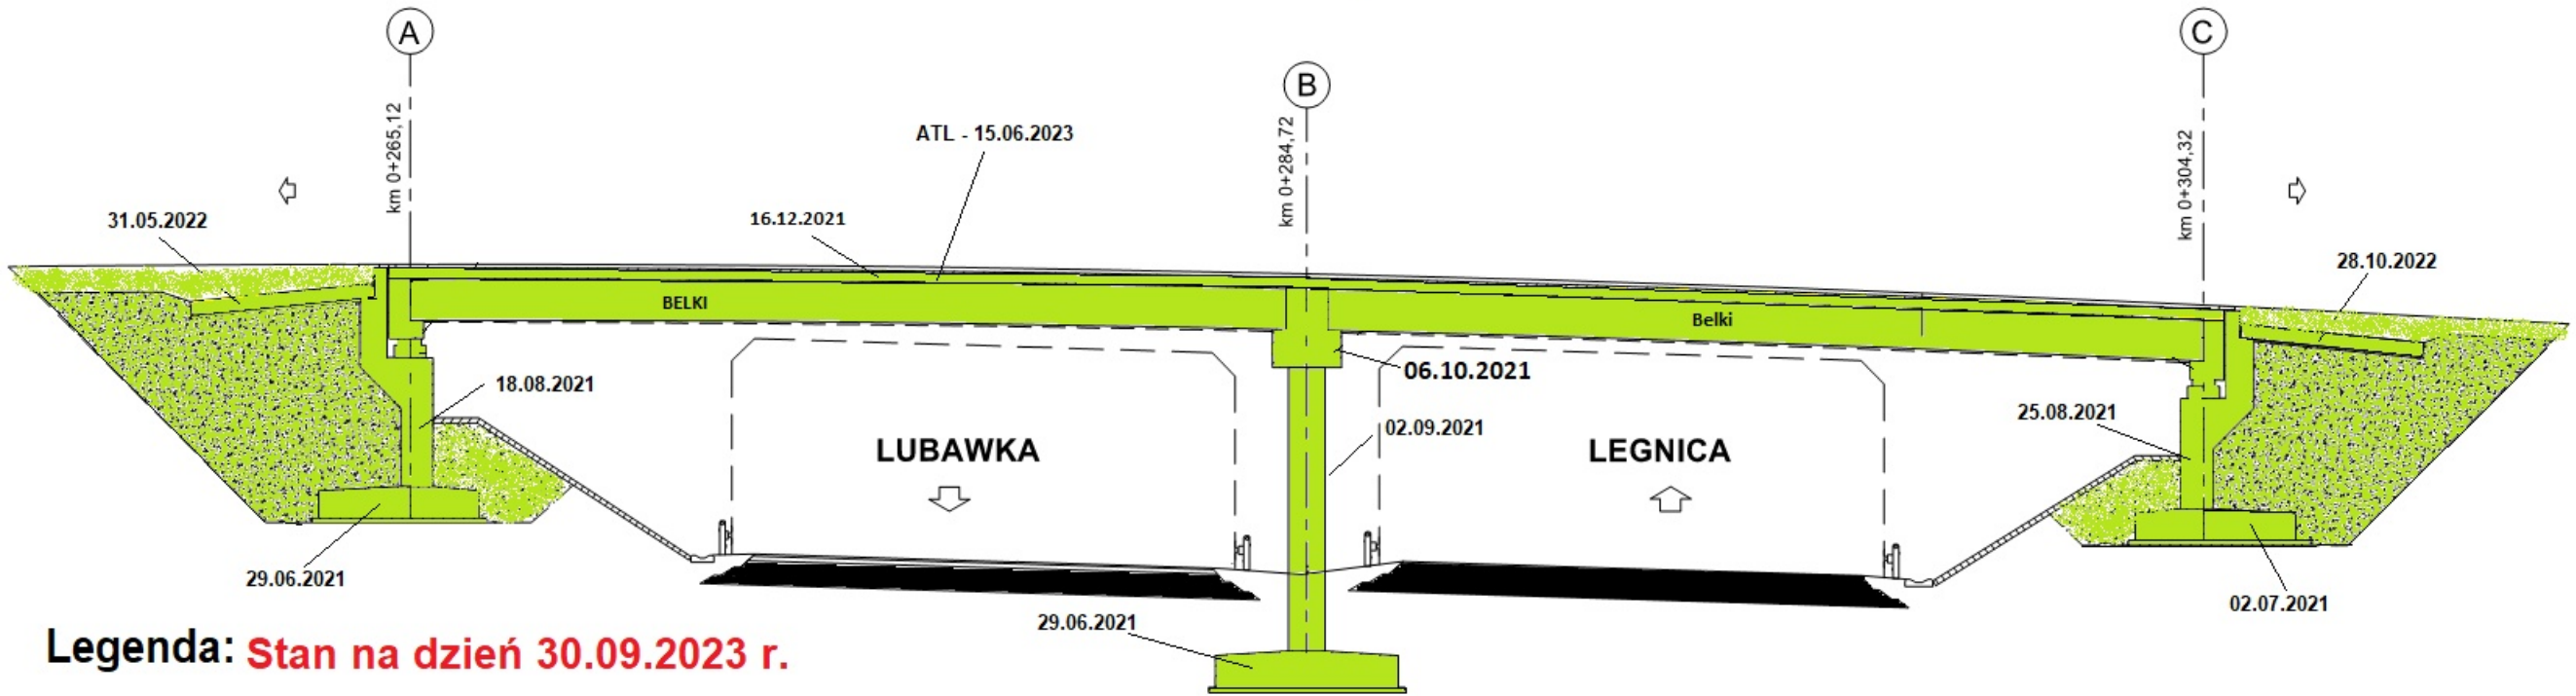 A
B
C
km 0+265,12
km 0+284,72
km 0+304,32
ATL - 15.06.2023
31.05.2022
16.12.2021
28.10.2022
BELKI
Belki
18.08.2021
06.10.2021
02.09.2021
25.08.2021
LUBAWKA
LEGNICA
29.06.2021
29.06.2021
02.07.2021
Legenda: Stan na dzień 30.09.2023 r.